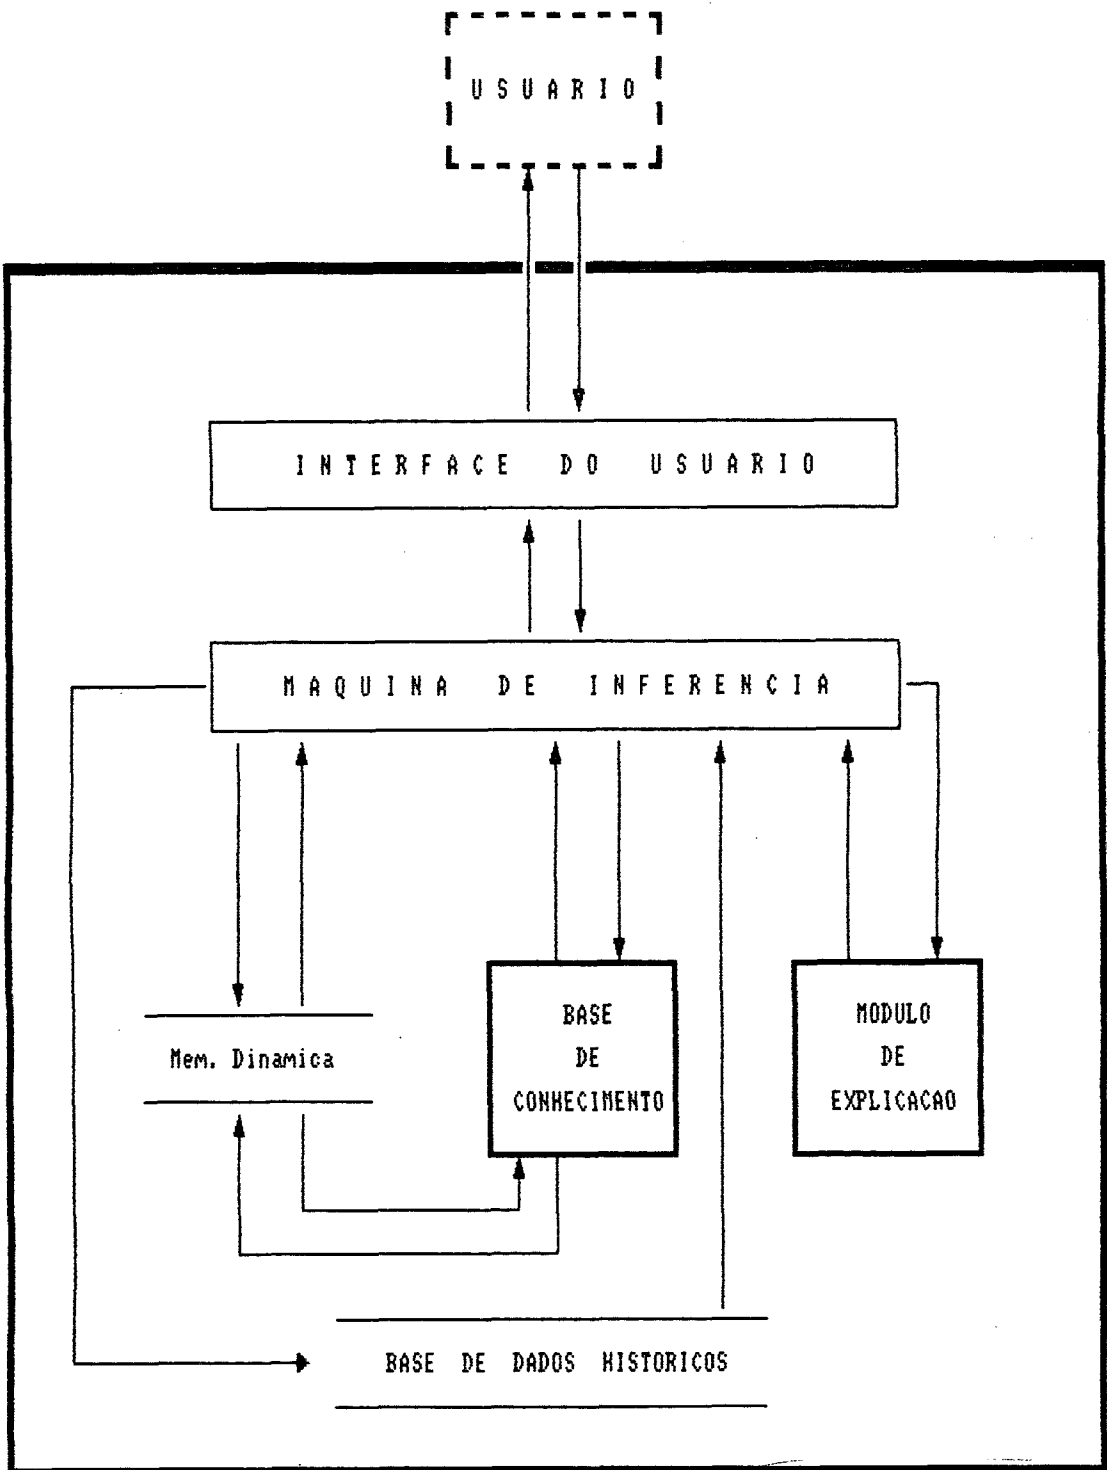 USUARIO
INTERFACE DO USUARIO
MAQUINA DE INFERENCIA
BASE
DE
CONHECIMENTO
MODULO
DE
EXPLICACAO
Mem. Dinamica
BASE DE DADOS HISTORICOS